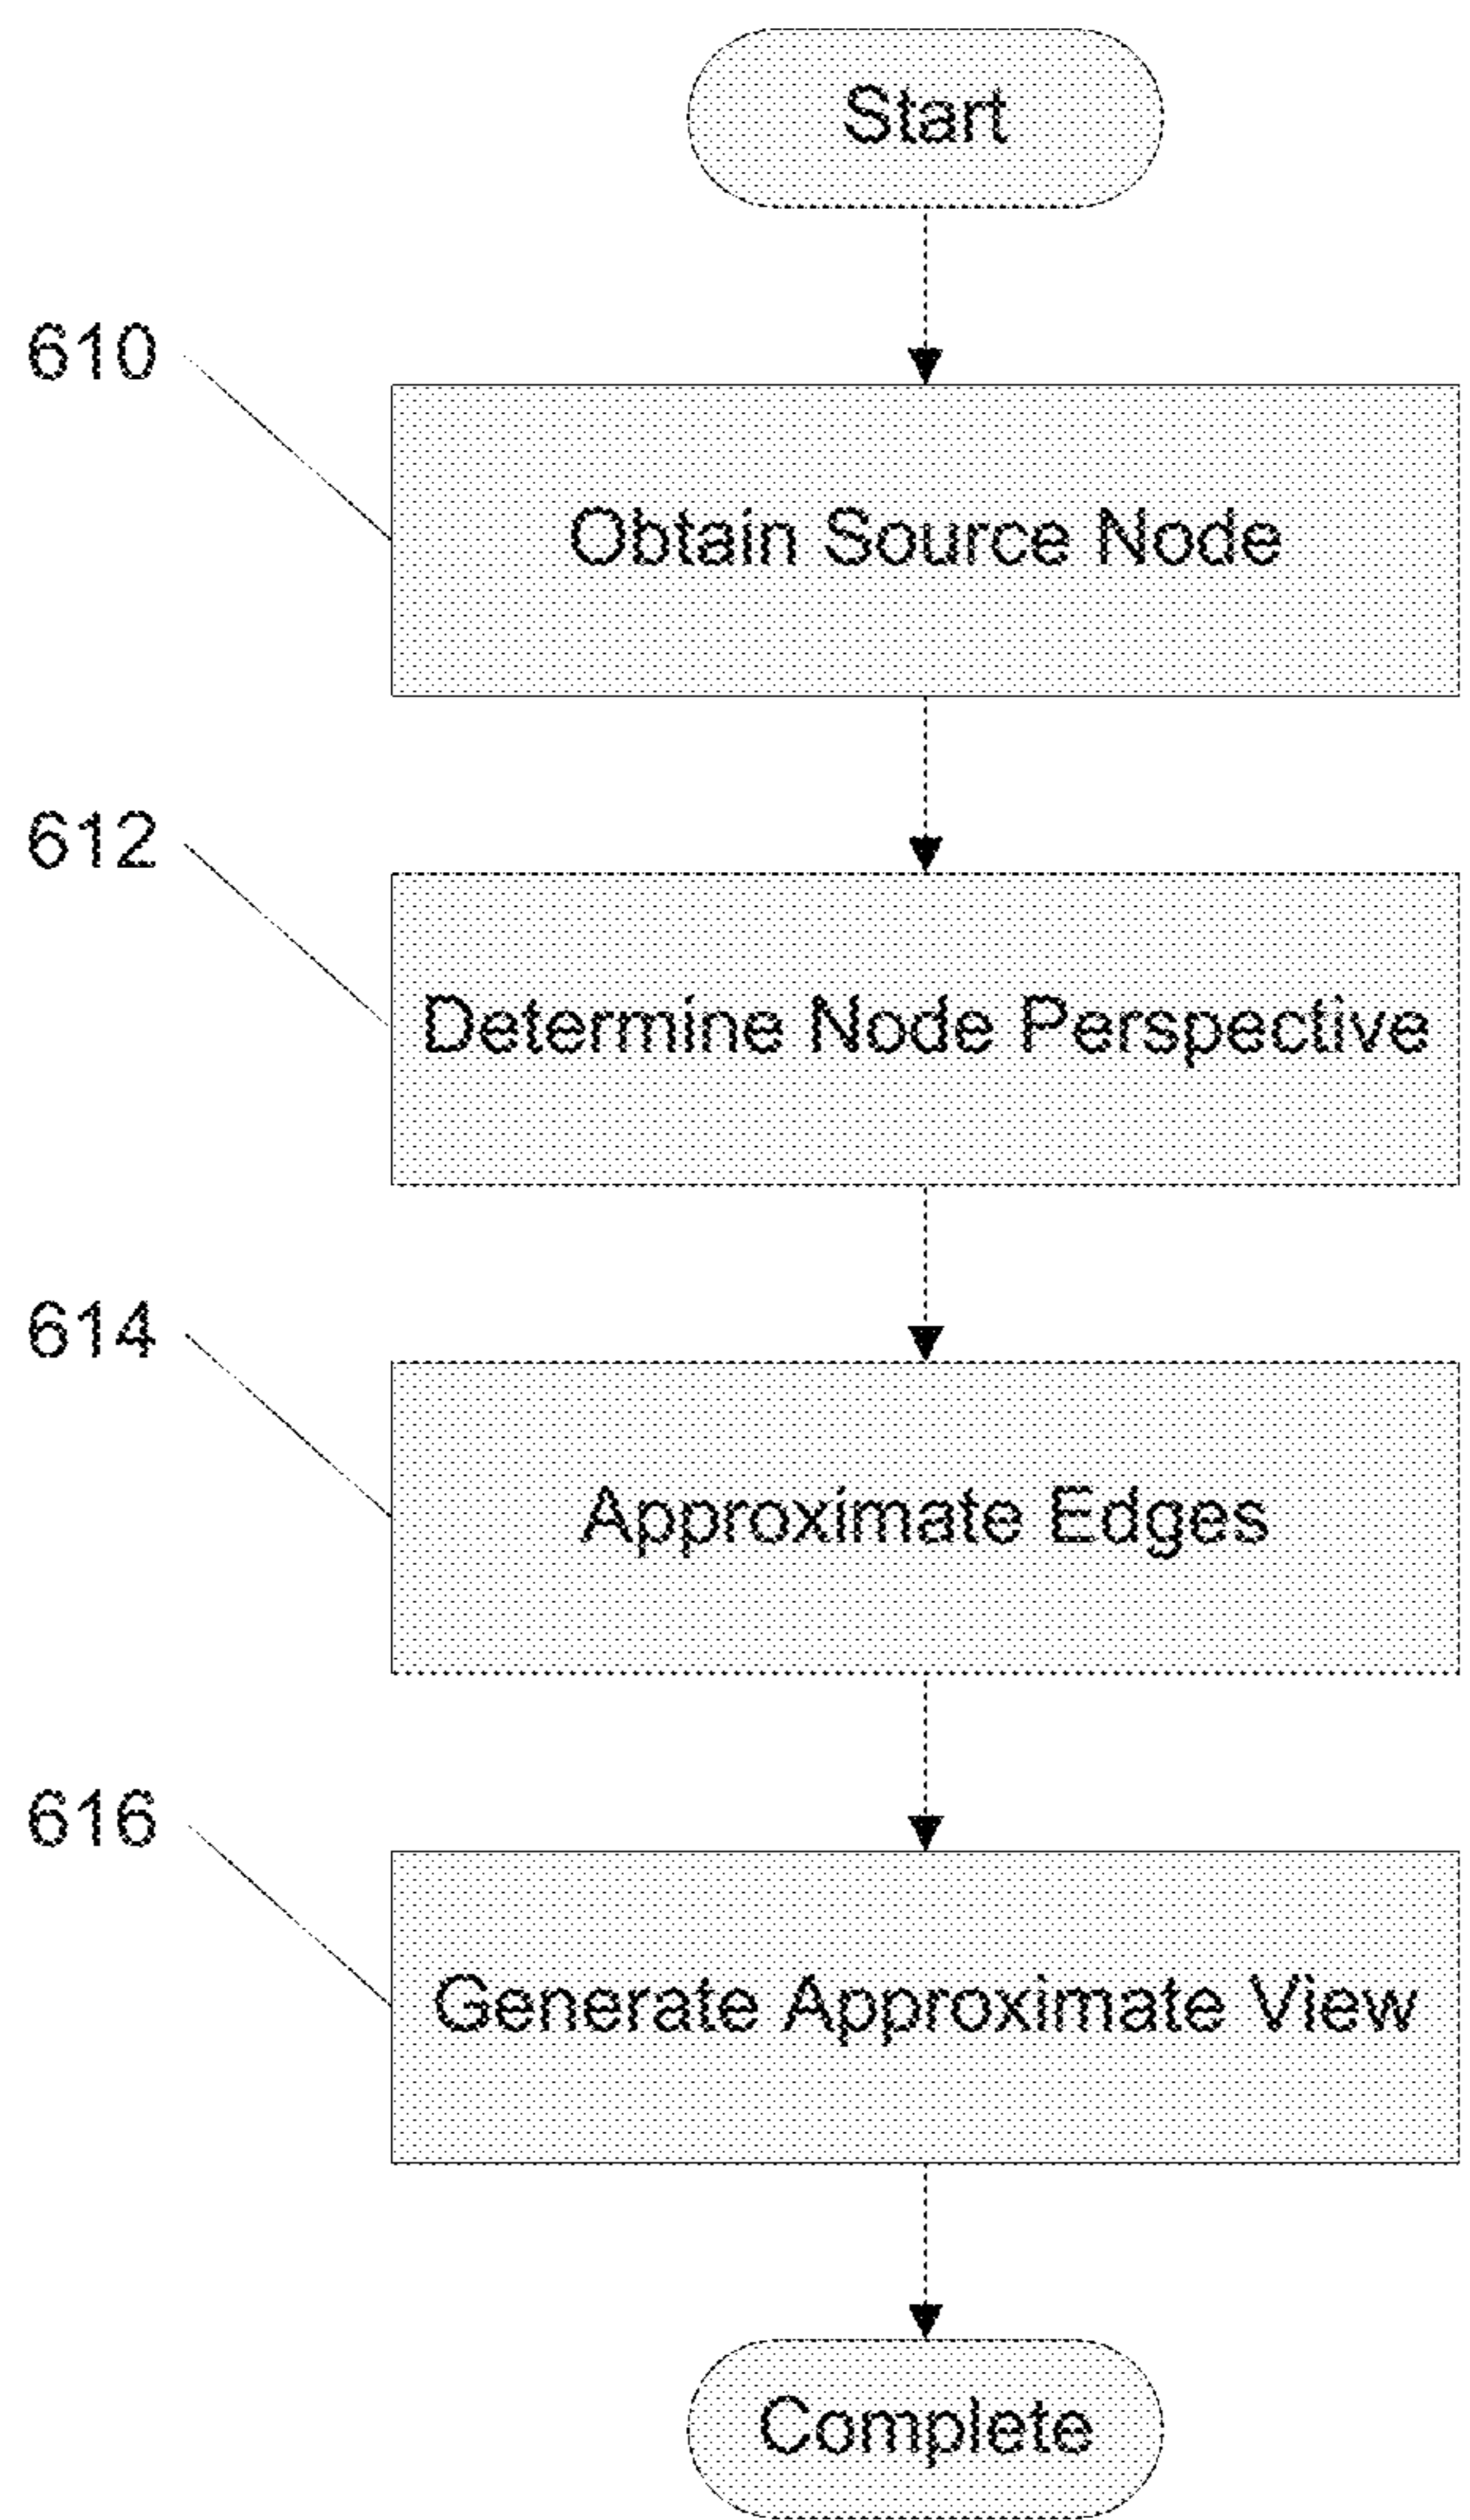 Start
610
Obtain Source Node
612
Determine Node Perspective
614
Approximate Edges
616
Generate Approximate View
Complete